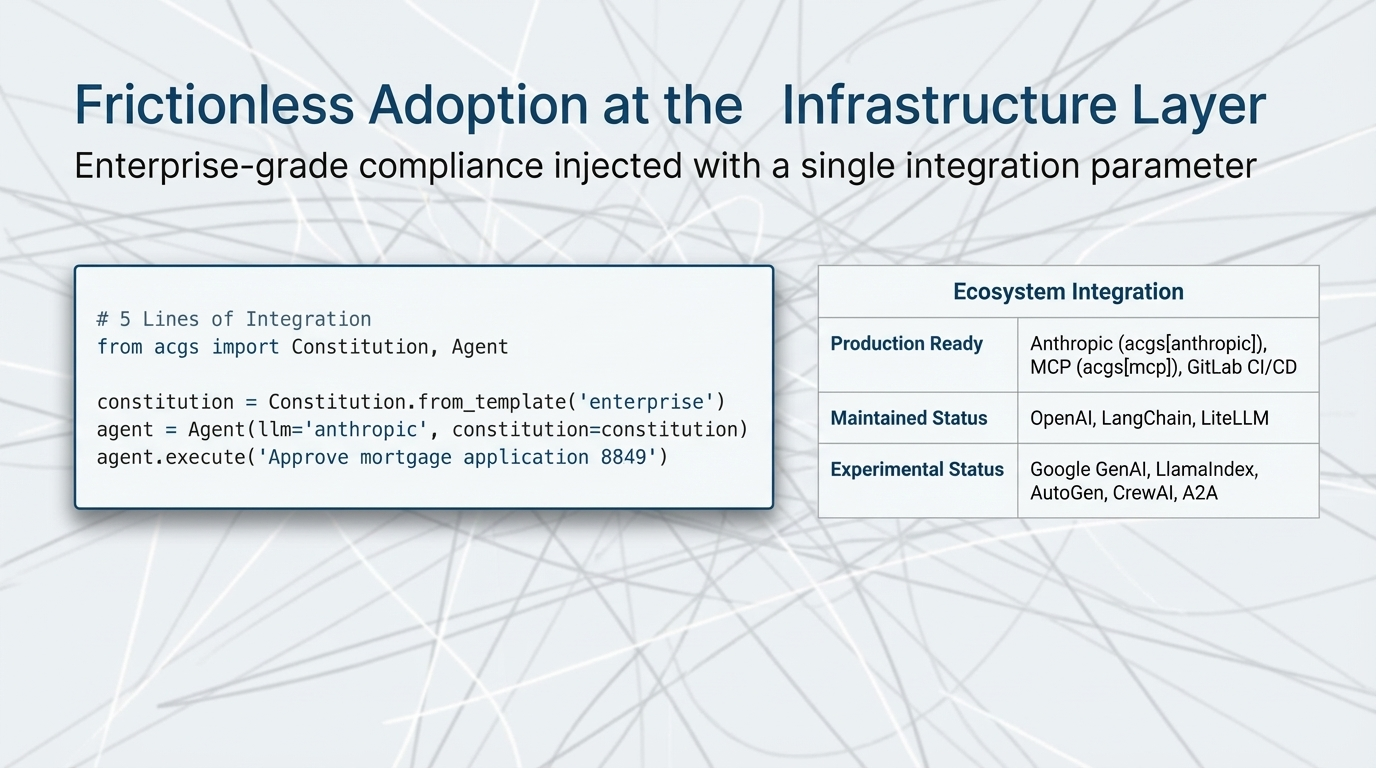 Frictionless Adoption at the Infrastructure Layer
Enterprise-grade compliance injected with a single integration parameter
# 5 Lines of Integration
from acgs import Constitution, Agent
constitution = Constitution.from_template('enterprise')
agent = Agent(llm='anthropic', constitution=constitution)
agent.execute('Approve mortgage application 8849')
Ecosystem Integration
Production Ready
Anthropic (acgs[anthropic]),
MCP (acgs[mcp]), GitLab CI/CD
Maintained Status
OpenAI, LangChain, LiteLLM
Experimental Status
Google GenAI, LlamaIndex,
AutoGen, CrewAI, A2A